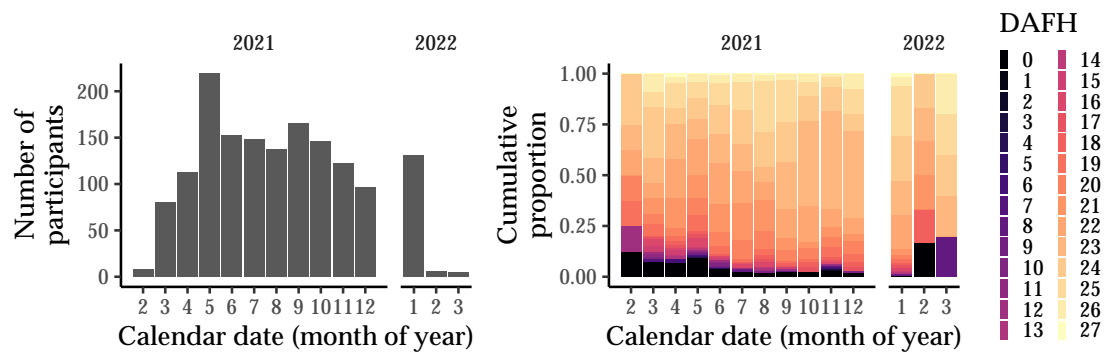 2021 2022
200
150
100
50
0
Number of
participants
2 3 4 5 6 7 8 9 10 11 12 1 2 3
Calendar date (month of year)
2021 2022
1.00
0.75
0.50
0.25
0.00
Cumulative
proportion
2 3 4 5 6 7 8 9 10 11 12 1 2 3
Calendar date (month of year)
DAFH
0 14
1 15
2 16
3 17
4 18
5 19
6 20
7 21
8 22
9 23
10 24
11 25
12 26
13 27